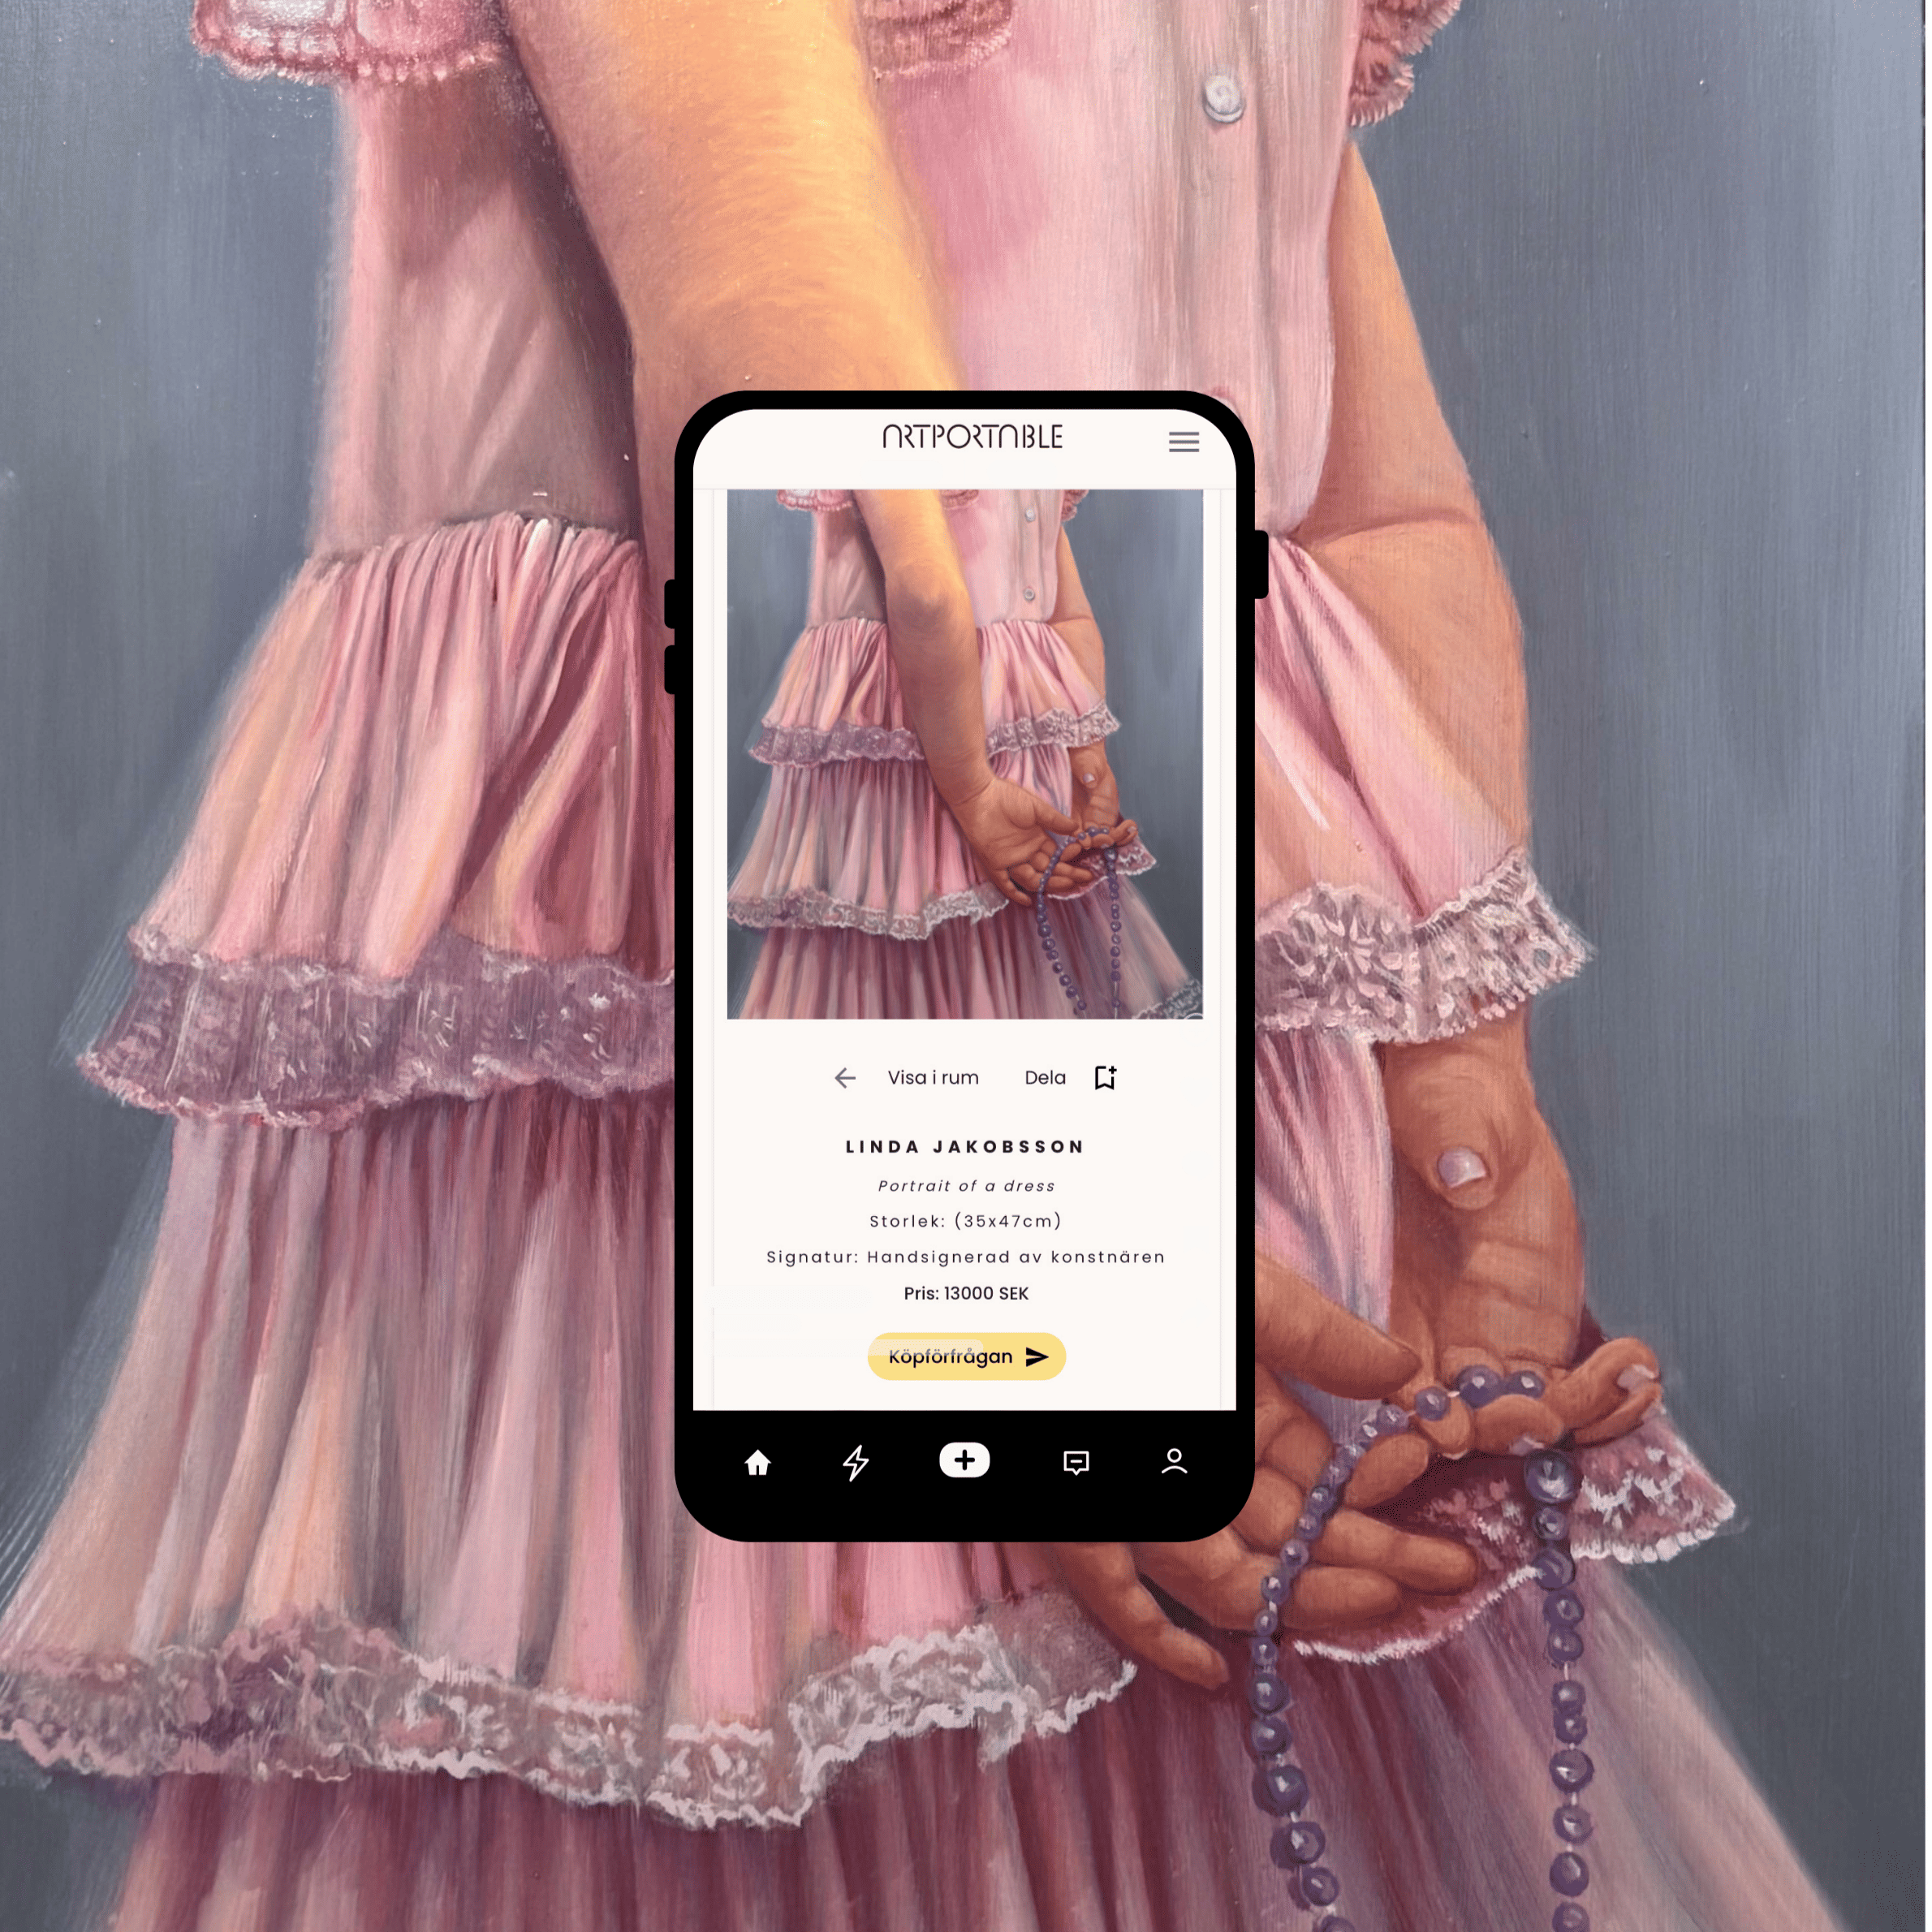 ARTPORTABLE
Visa i rum Dela
LINDA JAKOBSSON
Portrait of a dress
Storlek: (35x47cm)
Signatur: Handsignerad av konstnären
Pris: 13000 SEK
Köpförfrågan